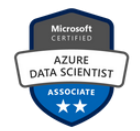 Microsoft
CERTIFIED
AZURE
DATA SCIENTIST
ASSOCIATE